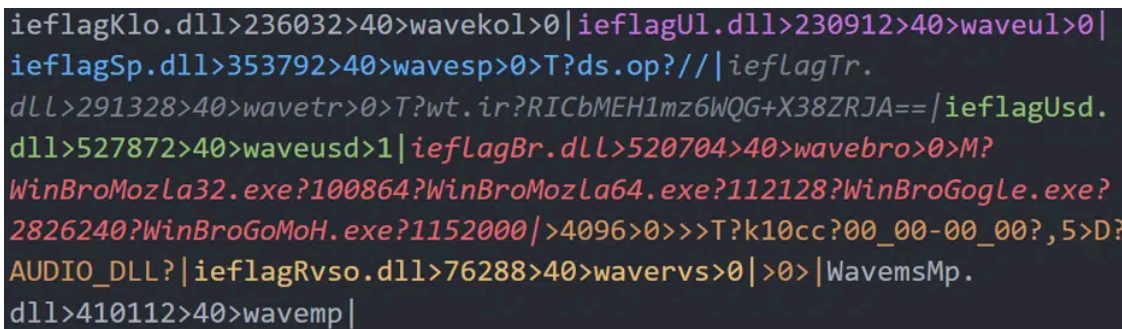 ieflagKlo.dll>236032>40>wavekol>0|ieflagUl.dll>230912>40>waveul>0|
ieflagSp.dll>353792>40>wavesp>0>T?ds.op?//|ieflagTr.
dll>291328>40>wavetr>0>T?wt.ir?RICbMEH1mz6WQG+X38ZRJA==|ieflagUsd.
dll>527872>40>waveusd>1|ieflagBr.dll>520704>40>wavebro>0>M?
WinBroMozla32.exe?100864?WinBroMozla64.exe?112128?WinBroGogle.exe?
2826240?WinBroGoMoH.exe?1152000|>4096>0>>>T?k10cc?00_00-00_00?,5>D?
AUDIO_DLL?|ieflagRvso.dll>76288>40>wavervs>0|>0>|WavemsMp.
dll>410112>40>wavemp|